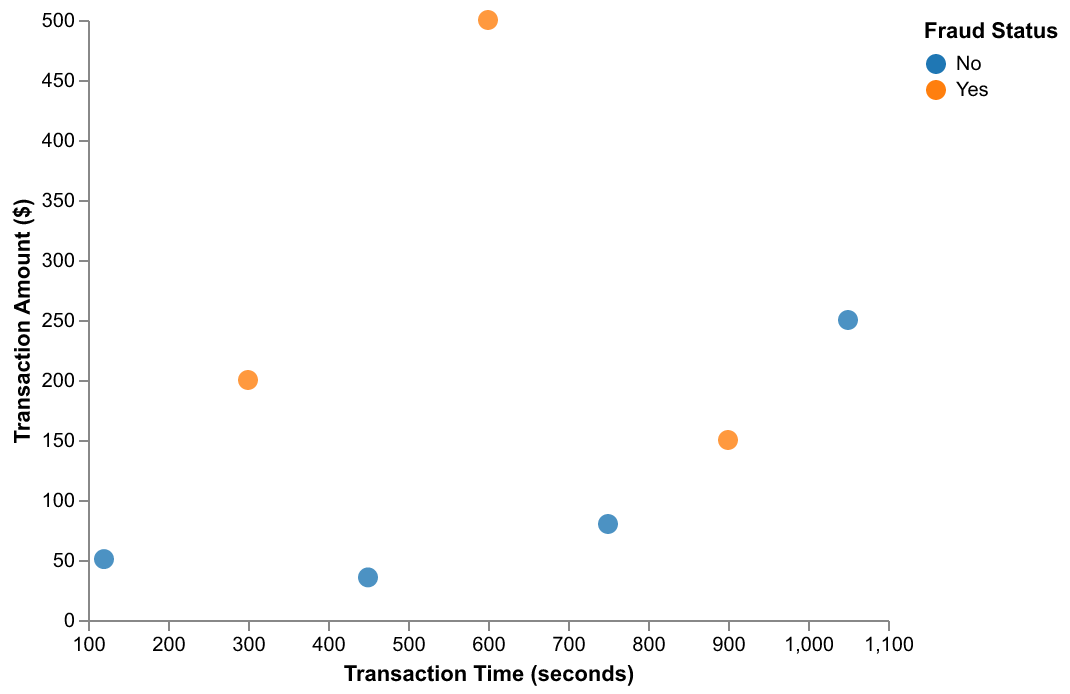 500
450
400
350
300
250
200
150
100
50
0
Transaction Amount ($)
100 200 300 400 500 600 700 800 900 1,000 1,100
Transaction Time (seconds)
Fraud Status
No
Yes